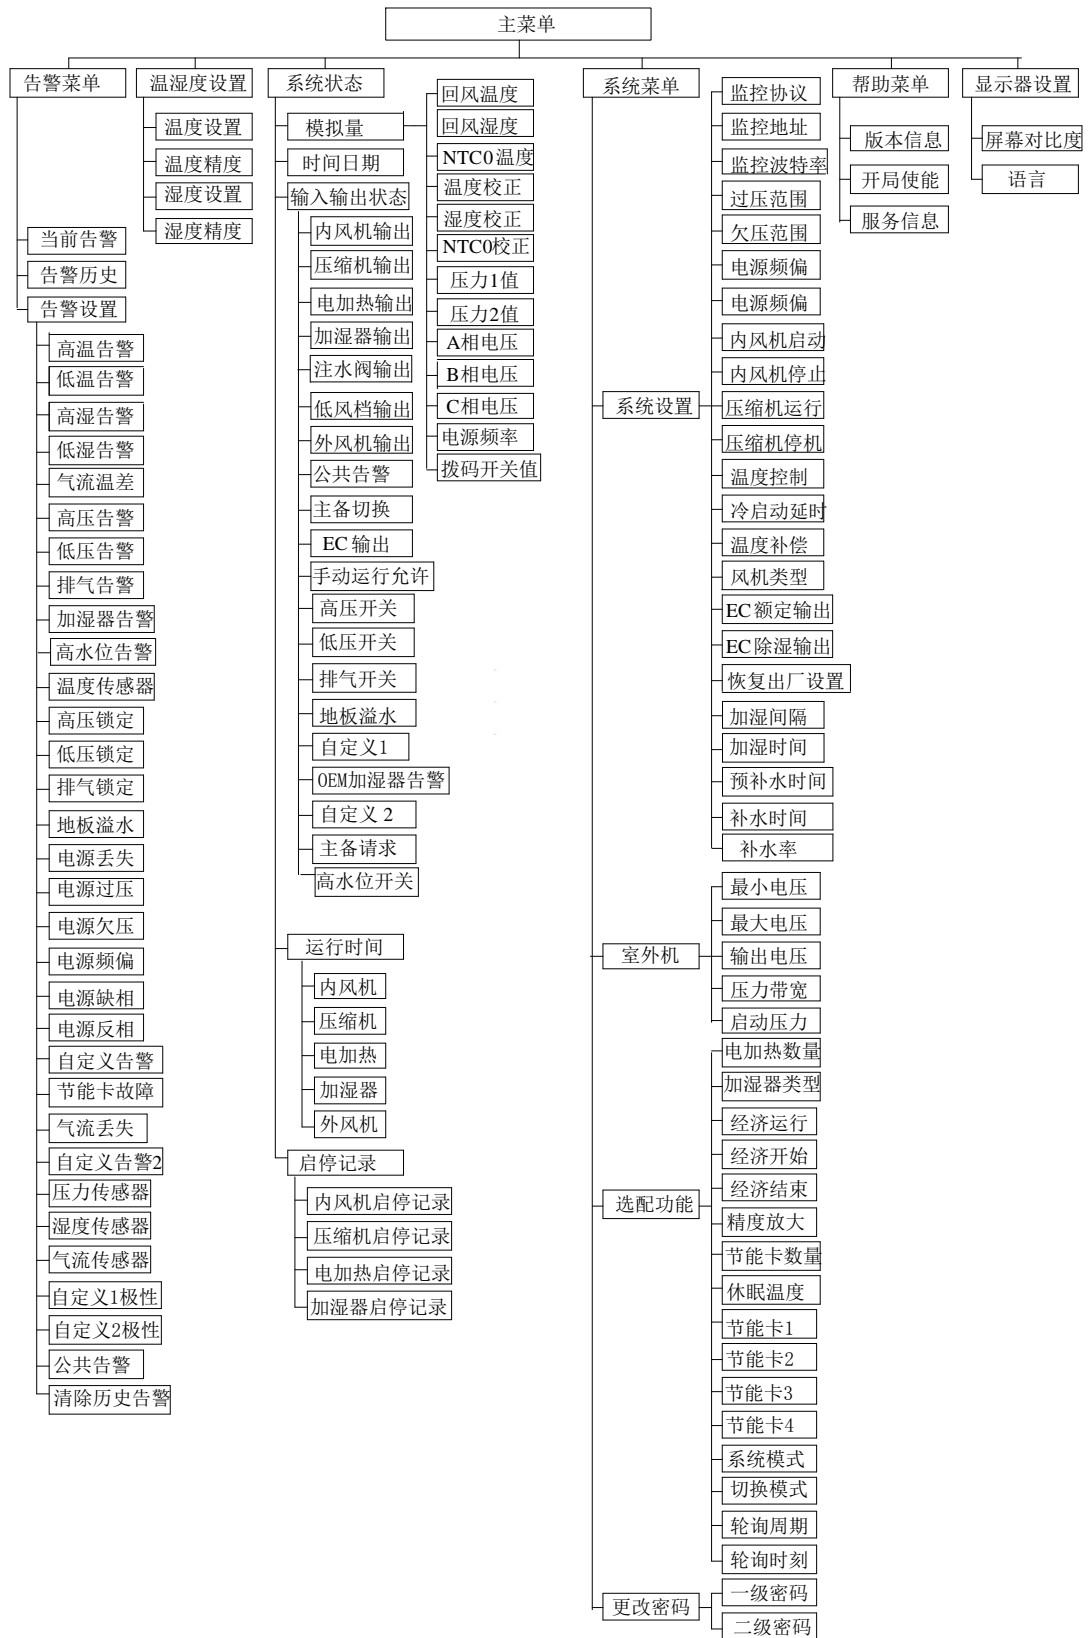 主菜单
告警菜单
当前告警
告警历史
告警设置
高温告警
低温告警
高湿告警
低湿告警
气流温差
高压告警
低压告警
排气告警
加湿器告警
高水位告警
温度传感器
高压锁定
低压锁定
排气锁定
地板溢水
电源丢失
电源过压
电源欠压
电源频偏
电源缺相
电源反相
自定义告警
节能卡故障
气流丢失
自定义告警2
压力传感器
湿度传感器
气流传感器
自定义1极性
自定义2极性
公共告警
清除历史告警
温湿度设置
温度设置
温度精度
湿度设置
湿度精度
系统状态
模拟量
回风温度
回风湿度
NTC0温度
温度校正
湿度校正
NTC0校正
压力1值
压力2值
A相电压
B相电压
C相电压
电源频率
拨码开关值
时间日期
输入输出状态
内风机输出
压缩机输出
电加热输出
加湿器输出
注水阀输出
低风档输出
外风机输出
公共告警
主备切换
EC 输出
手动运行允许
高压开关
低压开关
排气开关
地板溢水
自定义1
OEM加湿器告警
自定义 2
主备请求
高水位开关
运行时间
内风机
压缩机
电加热
加湿器
外风机
启停记录
内风机启停记录
压缩机启停记录
电加热启停记录
加湿器启停记录
系统菜单
系统设置
监控协议
监控地址
监控波特率
过压范围
欠压范围
电源频偏
电源频偏
内风机启动
内风机停止
压缩机运行
压缩机停机
温度控制
冷启动延时
温度补偿
风机类型
EC额定输出
EC除湿输出
恢复出厂设置
加湿间隔
加湿时间
预补水时间
补水时间
补水率
室外机
最小电压
最大电压
输出电压
压力带宽
启动压力
选配功能
电加热数量
加湿器类型
经济运行
经济开始
经济结束
精度放大
节能卡数量
休眠温度
节能卡1
节能卡2
节能卡3
节能卡4
系统模式
切换模式
轮询周期
轮询时刻
更改密码
一级密码
二级密码
帮助菜单
版本信息
开局使能
服务信息
显示器设置
屏幕对比度
语言